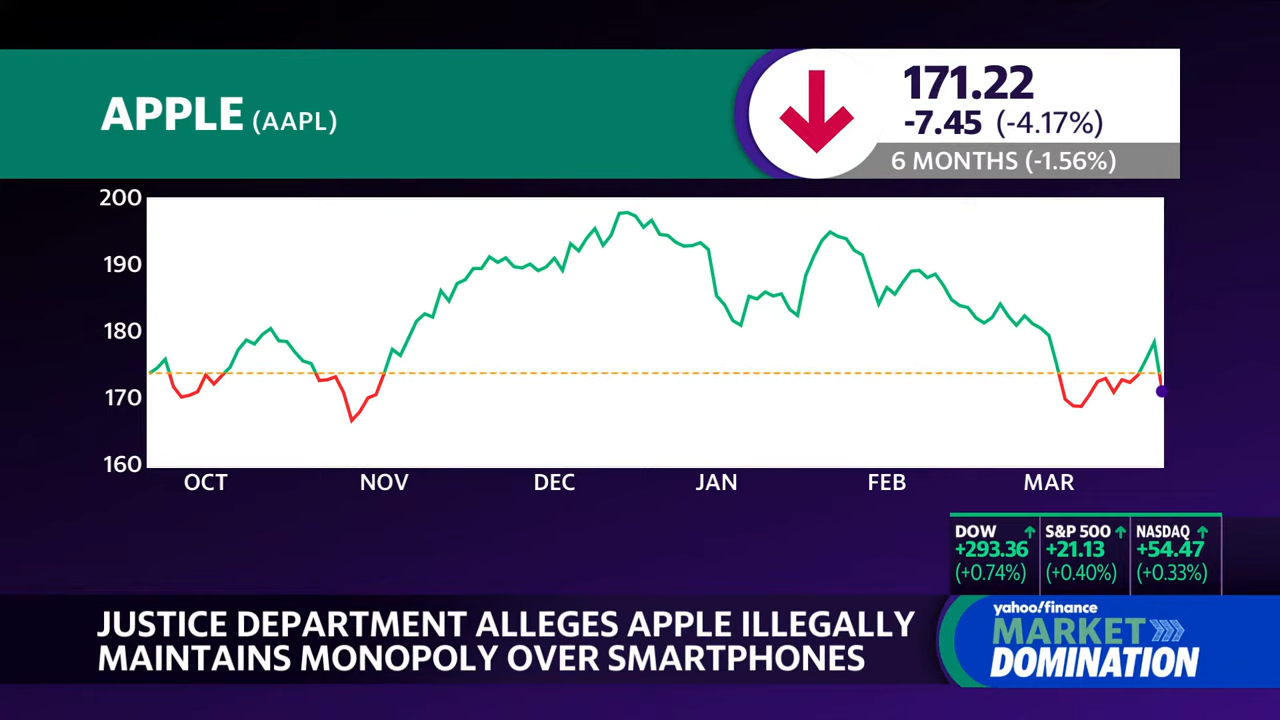 APPLE (AAPL)
171.22
-7.45 (-4.17%)
6 MONTHS (-1.56%)
200
190
180
170
160
OCT NOV DEC JAN FEB MAR
DOW S&P 500 NASDAQ
+293.36 +21.13 +54.47
(+0.74%) (+0.40%) (+0.33%)
JUSTICE DEPARTMENT ALLEGES APPLE ILLEGALLY
MAINTAINS MONOPOLY OVER SMARTPHONES
yahoo!finance
MARKET
DOMINATION